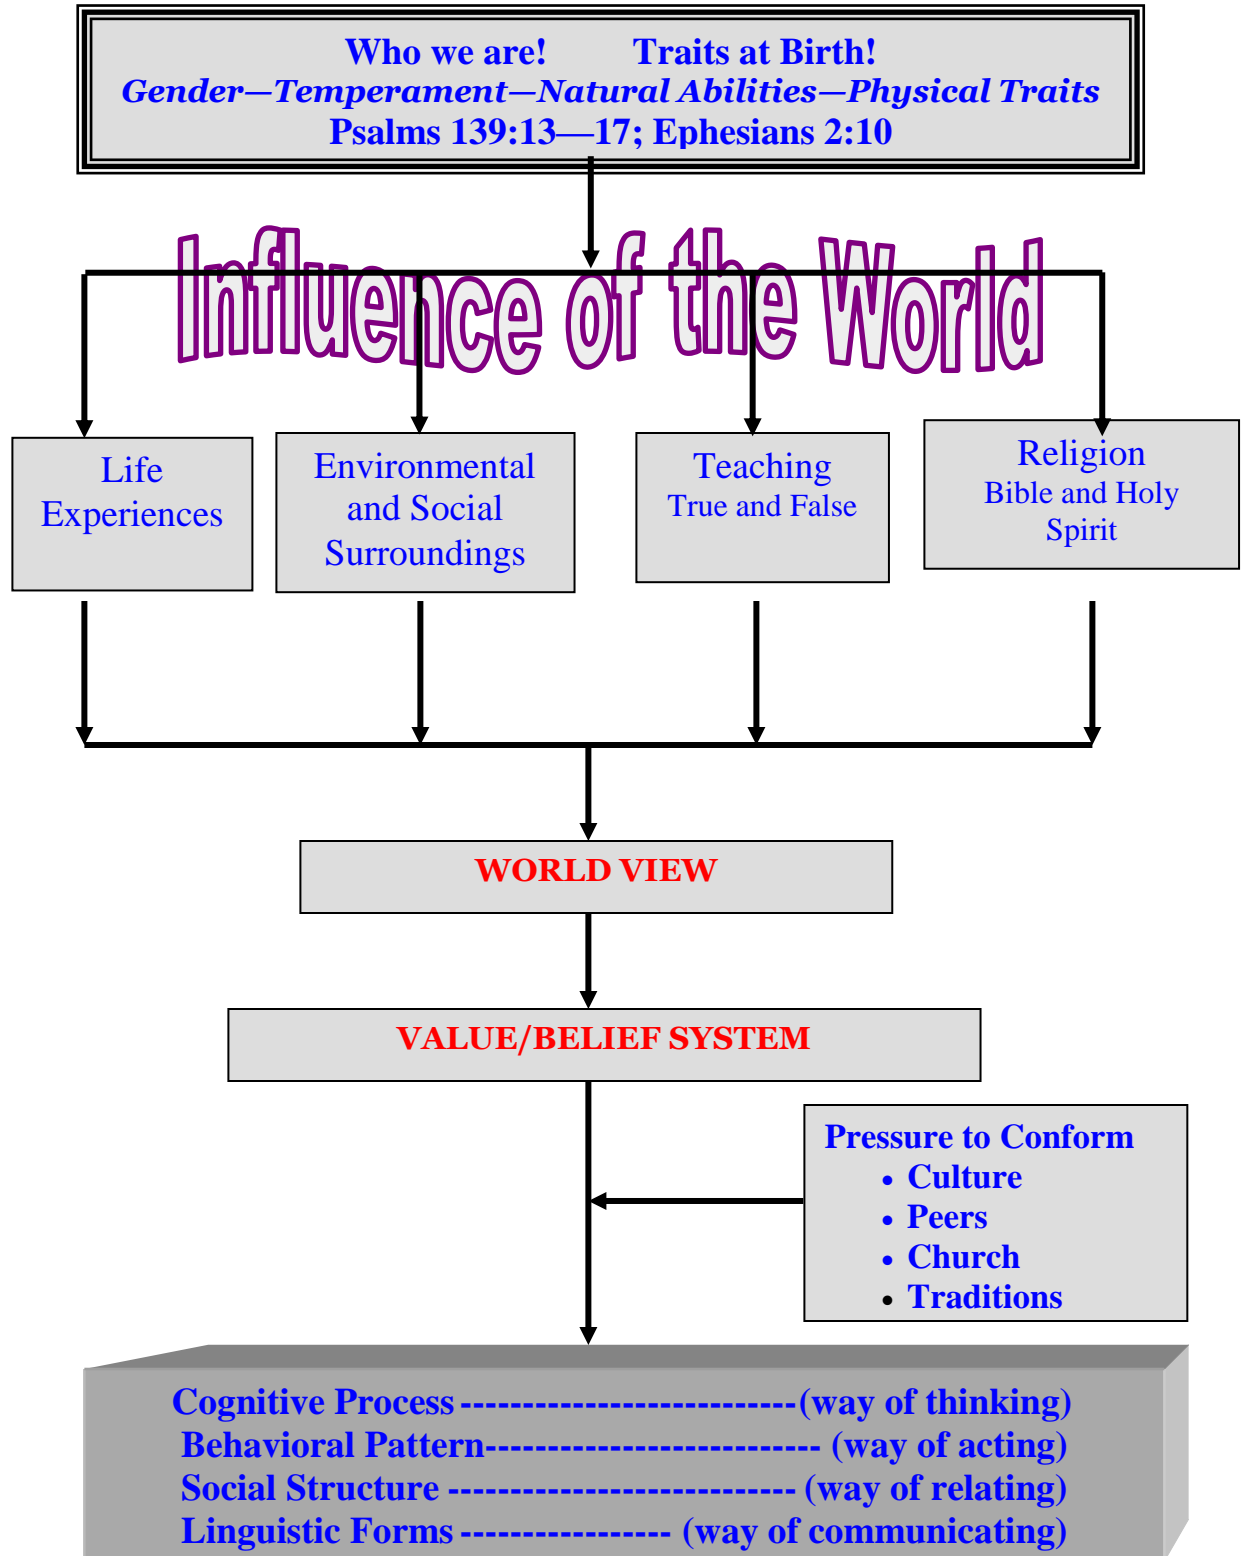 Who we are! Traits at Birth!
Gender—Temperament—Natural Abilities—Physical Traits
Psalms 139:13—17; Ephesians 2:10
Influence of the World
Life
Experiences
Environmental
and Social
Surroundings
Teaching
True and False
Religion
Bible and Holy
Spirit
WORLD VIEW
VALUE/BELIEF SYSTEM
Pressure to Conform
• Culture
• Peers
• Church
• Traditions
Cognitive Process---------------------------(way of thinking)
Behavioral Pattern--------------------------- (way of acting)
Social Structure ---------------------------- (way of relating)
Linguistic Forms ----------------- (way of communicating)